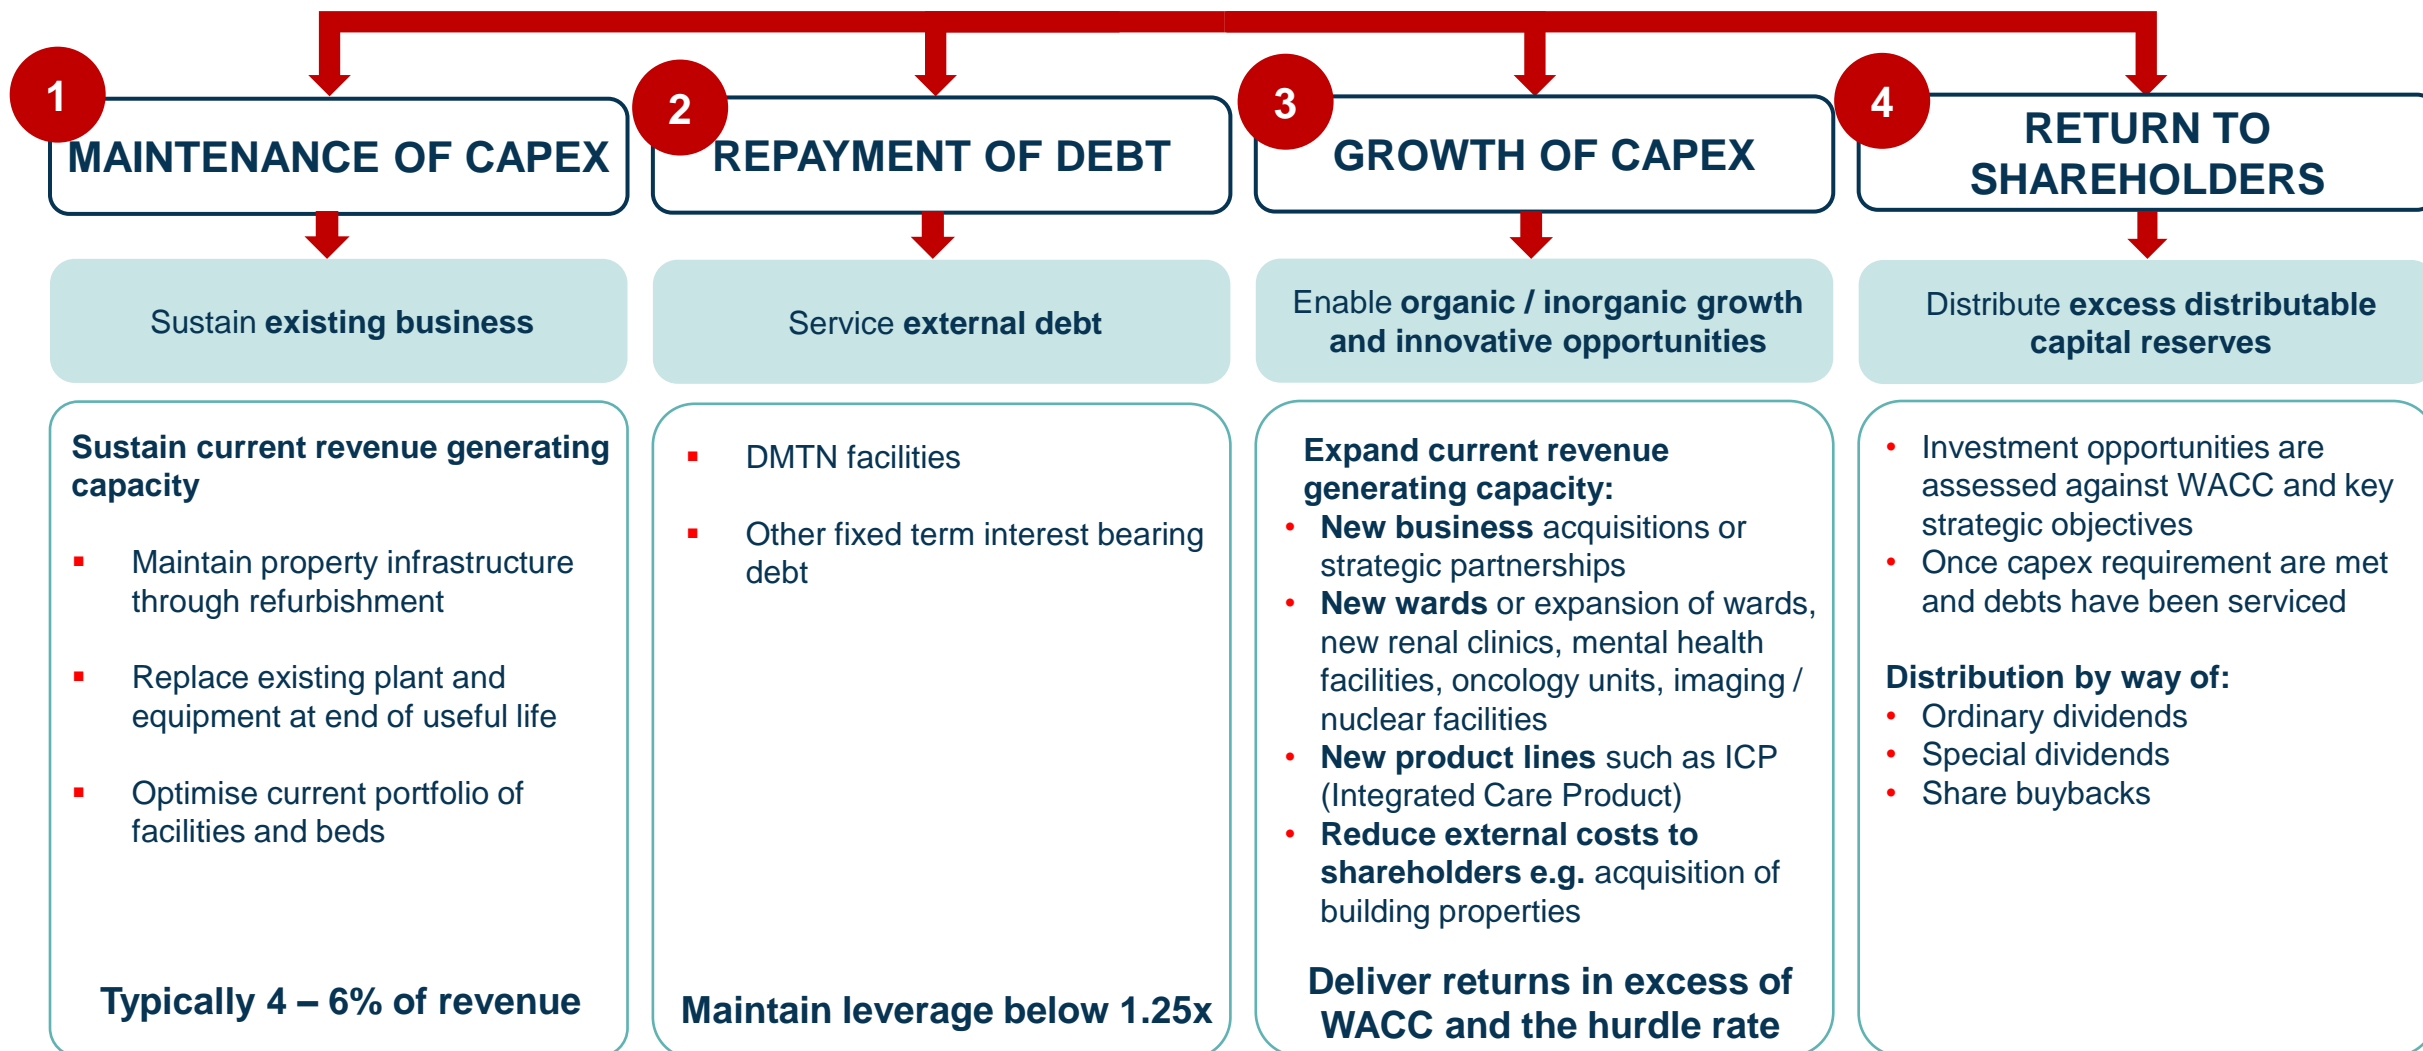 1
MAINTENANCE OF CAPEX
Sustain existing business
Sustain current revenue generating
capacity
▪ Maintain property infrastructure
through refurbishment
▪ Replace existing plant and
equipment at end of useful life
▪ Optimise current portfolio of
facilities and beds
Typically 4 – 6% of revenue
2
REPAYMENT OF DEBT
Service external debt
▪ DMTN facilities
▪ Other fixed term interest bearing
debt
Maintain leverage below 1.25x
3
GROWTH OF CAPEX
Enable organic / inorganic growth
and innovative opportunities
Expand current revenue
generating capacity:
• New business acquisitions or
strategic partnerships
• New wards or expansion of wards,
new renal clinics, mental health
facilities, oncology units, imaging /
nuclear facilities
• New product lines such as ICP
(Integrated Care Product)
• Reduce external costs to
shareholders e.g. acquisition of
building properties
Deliver returns in excess of
WACC and the hurdle rate
4
RETURN TO
SHAREHOLDERS
Distribute excess distributable
capital reserves
• Investment opportunities are
assessed against WACC and key
strategic objectives
• Once capex requirement are met
and debts have been serviced
Distribution by way of:
• Ordinary dividends
• Special dividends
• Share buybacks